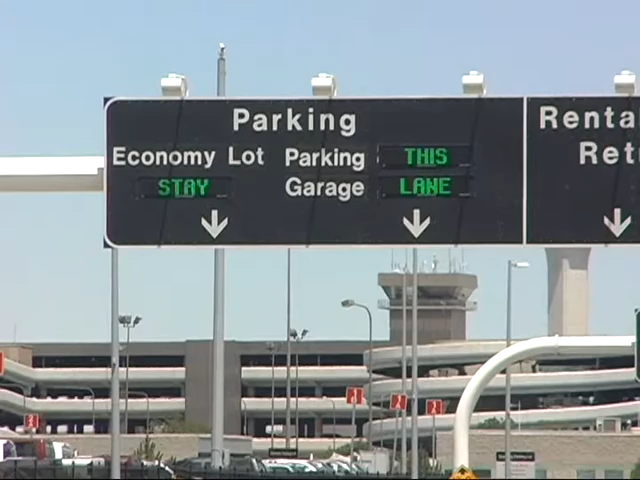 Parking
Economy Lot
STAY
Parking THIS
Garage LANE
Renta
Ret